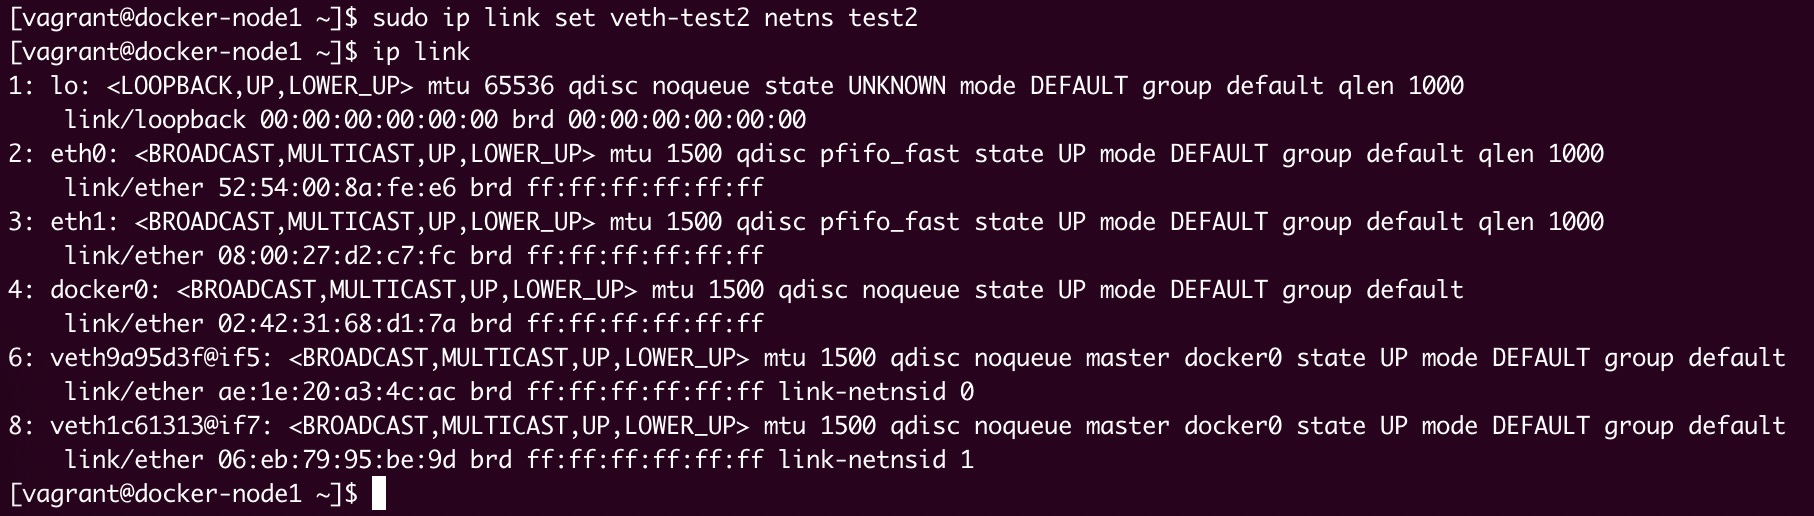 [vagrant@docker-node1 ~]$ sudo ip link set veth-test2 netns test2
[vagrant@docker-node1 ~]$ ip link
1: lo: <LOOPBACK,UP,LOWER_UP> mtu 65536 qdisc noqueue state UNKNOWN mode DEFAULT group default qlen 1000
    link/loopback 00:00:00:00:00:00 brd 00:00:00:00:00:00
2: eth0: <BROADCAST,MULTICAST,UP,LOWER_UP> mtu 1500 qdisc pfifo_fast state UP mode DEFAULT group default qlen 1000
    link/ether 52:54:00:8a:fe:e6 brd ff:ff:ff:ff:ff:ff
3: eth1: <BROADCAST,MULTICAST,UP,LOWER_UP> mtu 1500 qdisc pfifo_fast state UP mode DEFAULT group default qlen 1000
    link/ether 08:00:27:d2:c7:fc brd ff:ff:ff:ff:ff:ff
4: docker0: <BROADCAST,MULTICAST,UP,LOWER_UP> mtu 1500 qdisc noqueue state UP mode DEFAULT group default
    link/ether 02:42:31:68:d1:7a brd ff:ff:ff:ff:ff:ff
6: veth9a95d3f@if5: <BROADCAST,MULTICAST,UP,LOWER_UP> mtu 1500 qdisc noqueue master docker0 state UP mode DEFAULT group default
    link/ether ae:1e:20:a3:4c:ac brd ff:ff:ff:ff:ff:ff link-netnsid 0
8: veth1c61313@if7: <BROADCAST,MULTICAST,UP,LOWER_UP> mtu 1500 qdisc noqueue master docker0 state UP mode DEFAULT group default
    link/ether 06:eb:79:95:be:9d brd ff:ff:ff:ff:ff:ff link-netnsid 1
[vagrant@docker-node1 ~]$